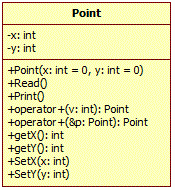 Point
-x: int
-y: int
+Point(x: int = 0, y: int = 0)
+Read()
+Print()
+operator+(v: int): Point
+operator+(&p: Point): Point
+getX(): int
+getY(): int
+SetX(x: int)
+SetY(y: int)